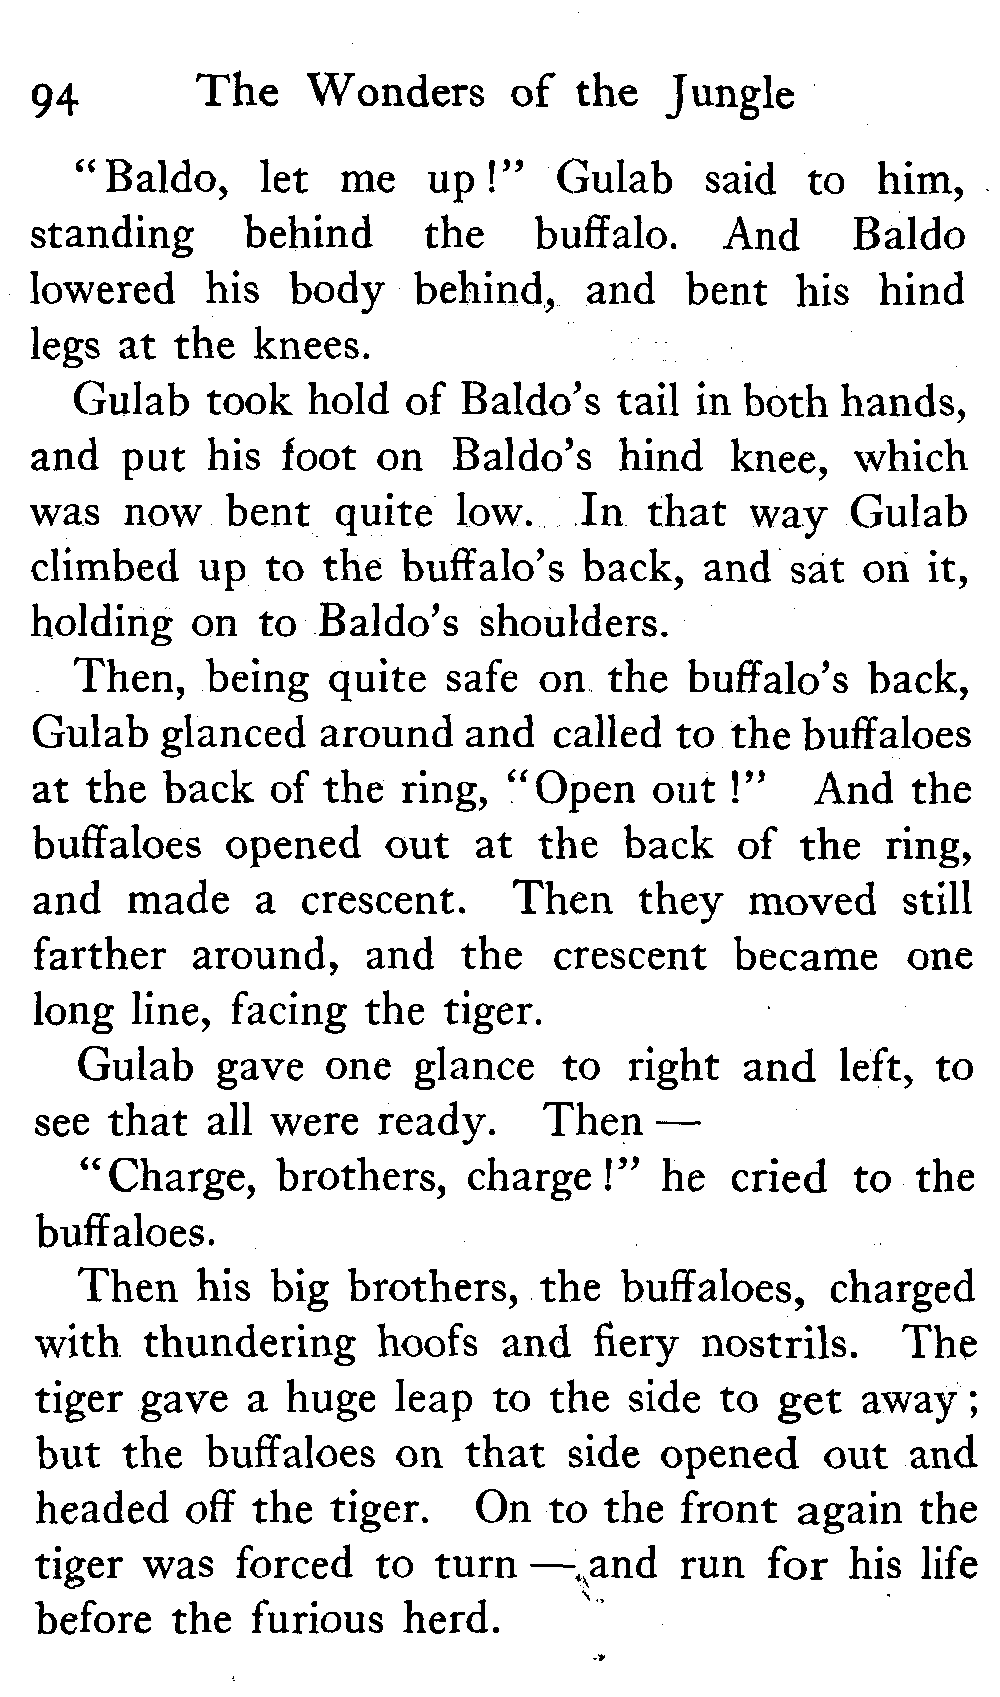 94 The Wonders of the Jungle
"Baldo, let me up!" Gulab said to him,
standing behind the buffalo. And Baldo
lowered his body behind, and bent his hind
legs at the knees.
Gulab took hold of Baldo's tail in both hands,
and put his foot on Baldo's hind knee, which
was now bent quite low. In that way Gulab
climbed up to the buffalo's back, and sat on it,
holding on to Baldo's shoulders.
Then, being quite safe on the buffalo's back,
Gulab glanced around and called to the buffaloes
at the back of the ring, "Open out!" And the
buffaloes opened out at the back of the ring,
and made a crescent. Then they moved still
farther around, and the crescent became one
long line, facing the tiger.
Gulab gave one glance to right and left, to
see that all were ready. Then —
"Charge, brothers, charge!" he cried to the
buffaloes.
Then his big brothers, the buffaloes, charged
with thundering hoofs and fiery nostrils. The
tiger gave a huge leap to the side to get away;
but the buffaloes on that side opened out and
headed off the tiger. On to the front again the
tiger was forced to turn — and run for his life
before the furious herd.